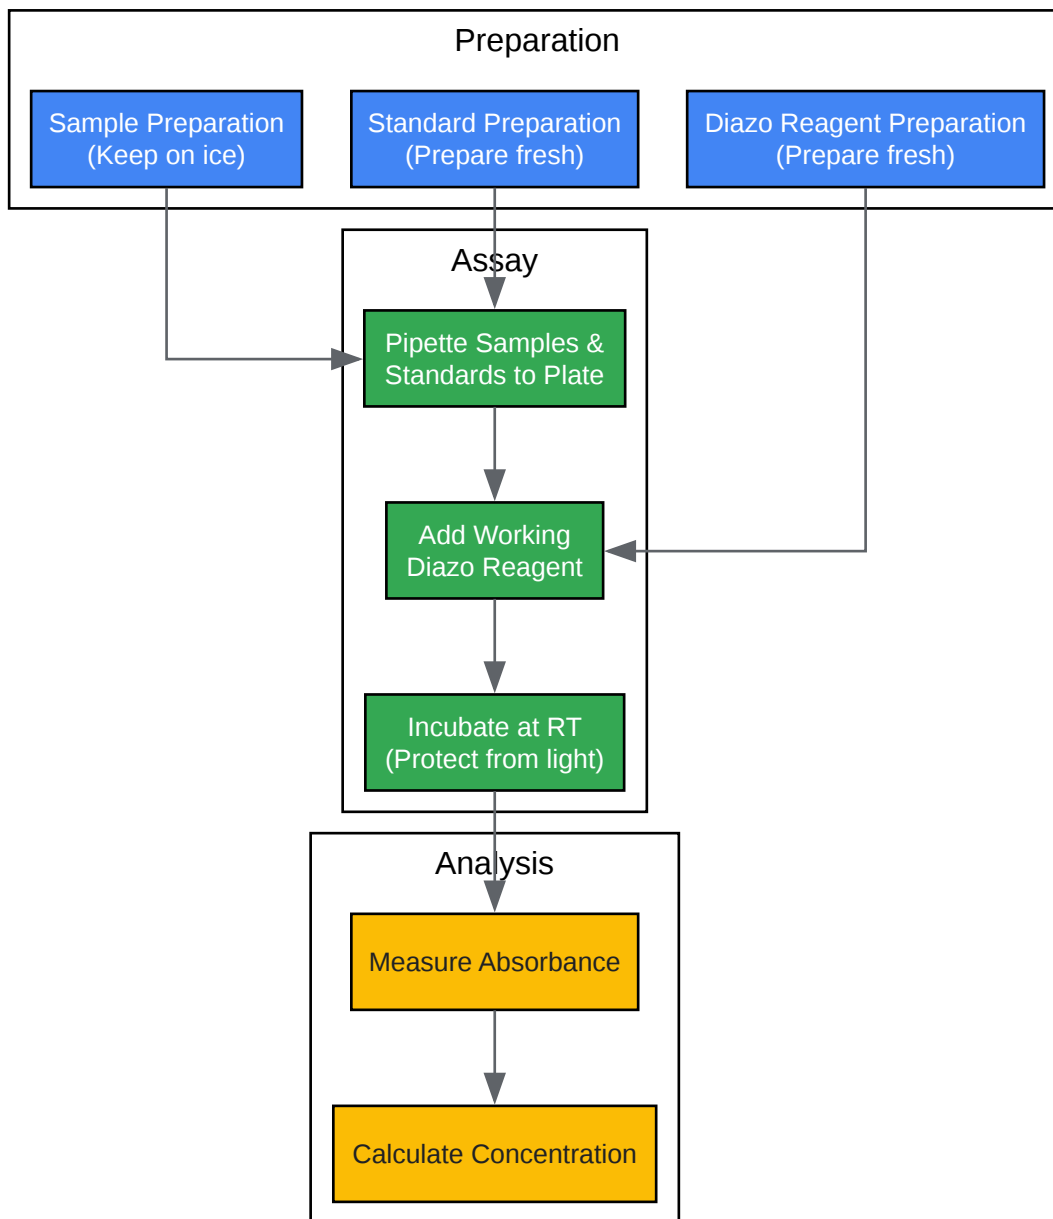 Preparation
Sample Preparation
(Keep on ice)
Standard Preparation
(Prepare fresh)
Diazo Reagent Preparation
(Prepare fresh)
Assay
Pipette Samples &
Standards to Plate
Add Working
Diazo Reagent
Incubate at RT
(Protect from light)
Analysis
Measure Absorbance
Calculate Concentration